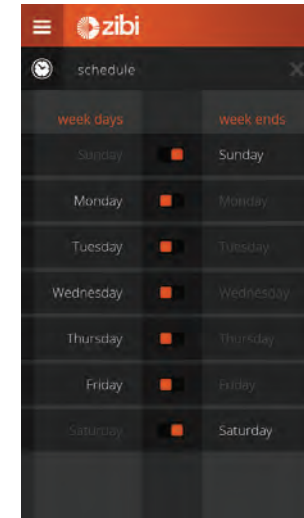 zibi
schedule
week days week ends
Sunday Sunday
Monday Monday
Tuesday Tuesday
Wednesday Wednesday
Thursday Thursday
Friday Friday
Saturday Saturday